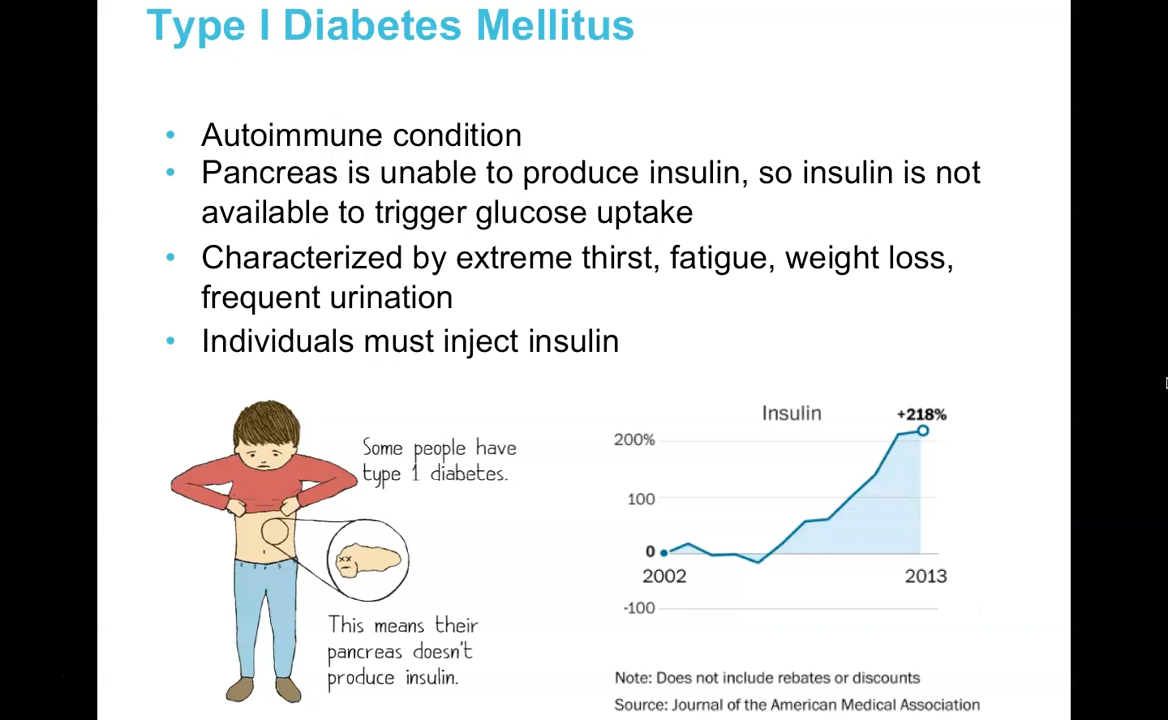 Type I Diabetes Mellitus
• Autoimmune condition
• Pancreas is unable to produce insulin, so insulin is not
available to trigger glucose uptake
• Characterized by extreme thirst, fatigue, weight loss,
frequent urination
• Individuals must inject insulin
Some people have
type 1 diabetes.
This means their
pancreas doesn't
produce insulin.
Insulin
+218%
200%
100
0
2002
2013
-100
Note: Does not include rebates or discounts
Source: Journal of the American Medical Association